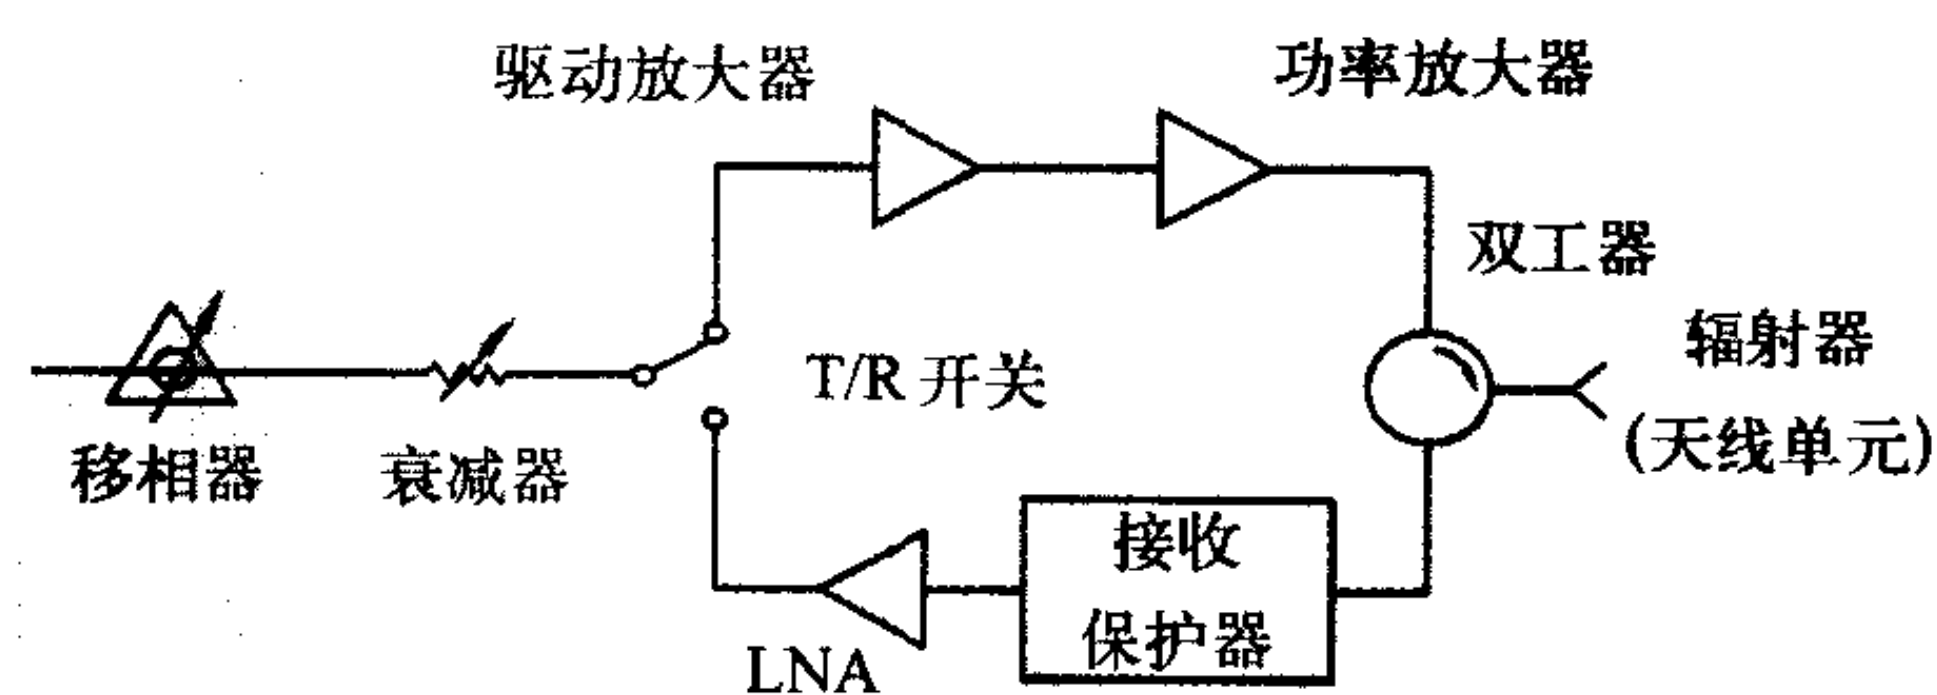 驱动放大器
功率放大器
双工器
辐射器
(天线单元)
T/R 开关
移相器
衰减器
接收
保护器
LNA